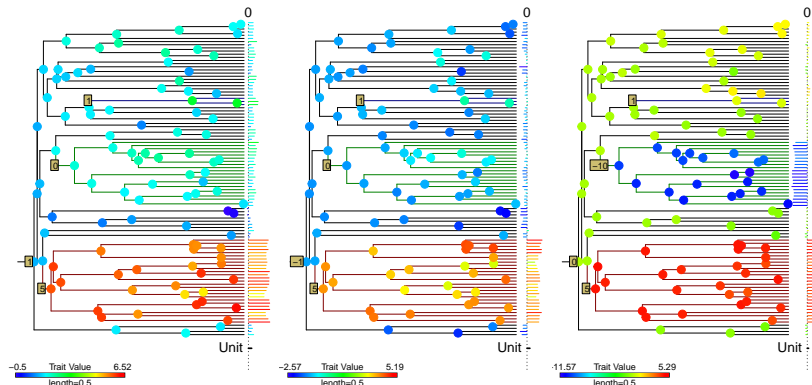 0 0 0
1 1 1
0 0 −10
1 −1 0
5 5 5
Unit Unit Unit
−0.5 Trait Value 6.52 −2.57 Trait Value 5.19 −11.57 Trait Value 5.29
length=0.5 length=0.5 length=0.5